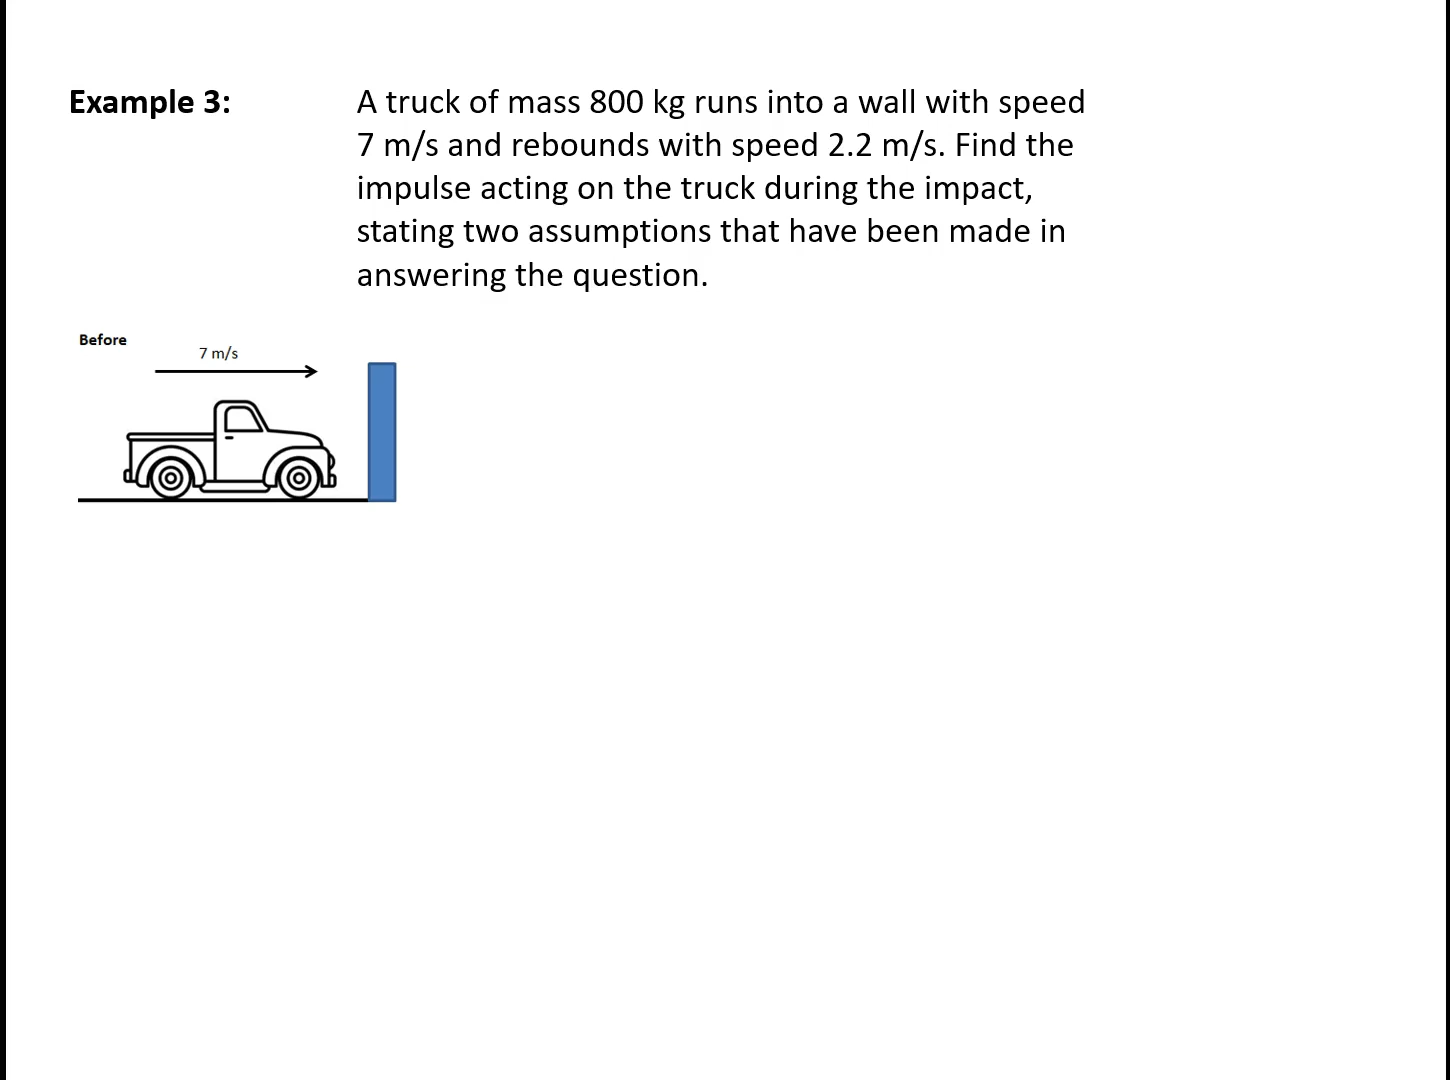 Example 3: A truck of mass 800 kg runs into a wall with speed
7 m/s and rebounds with speed 2.2 m/s. Find the
impulse acting on the truck during the impact,
stating two assumptions that have been made in
answering the question.
Before
7 m/s